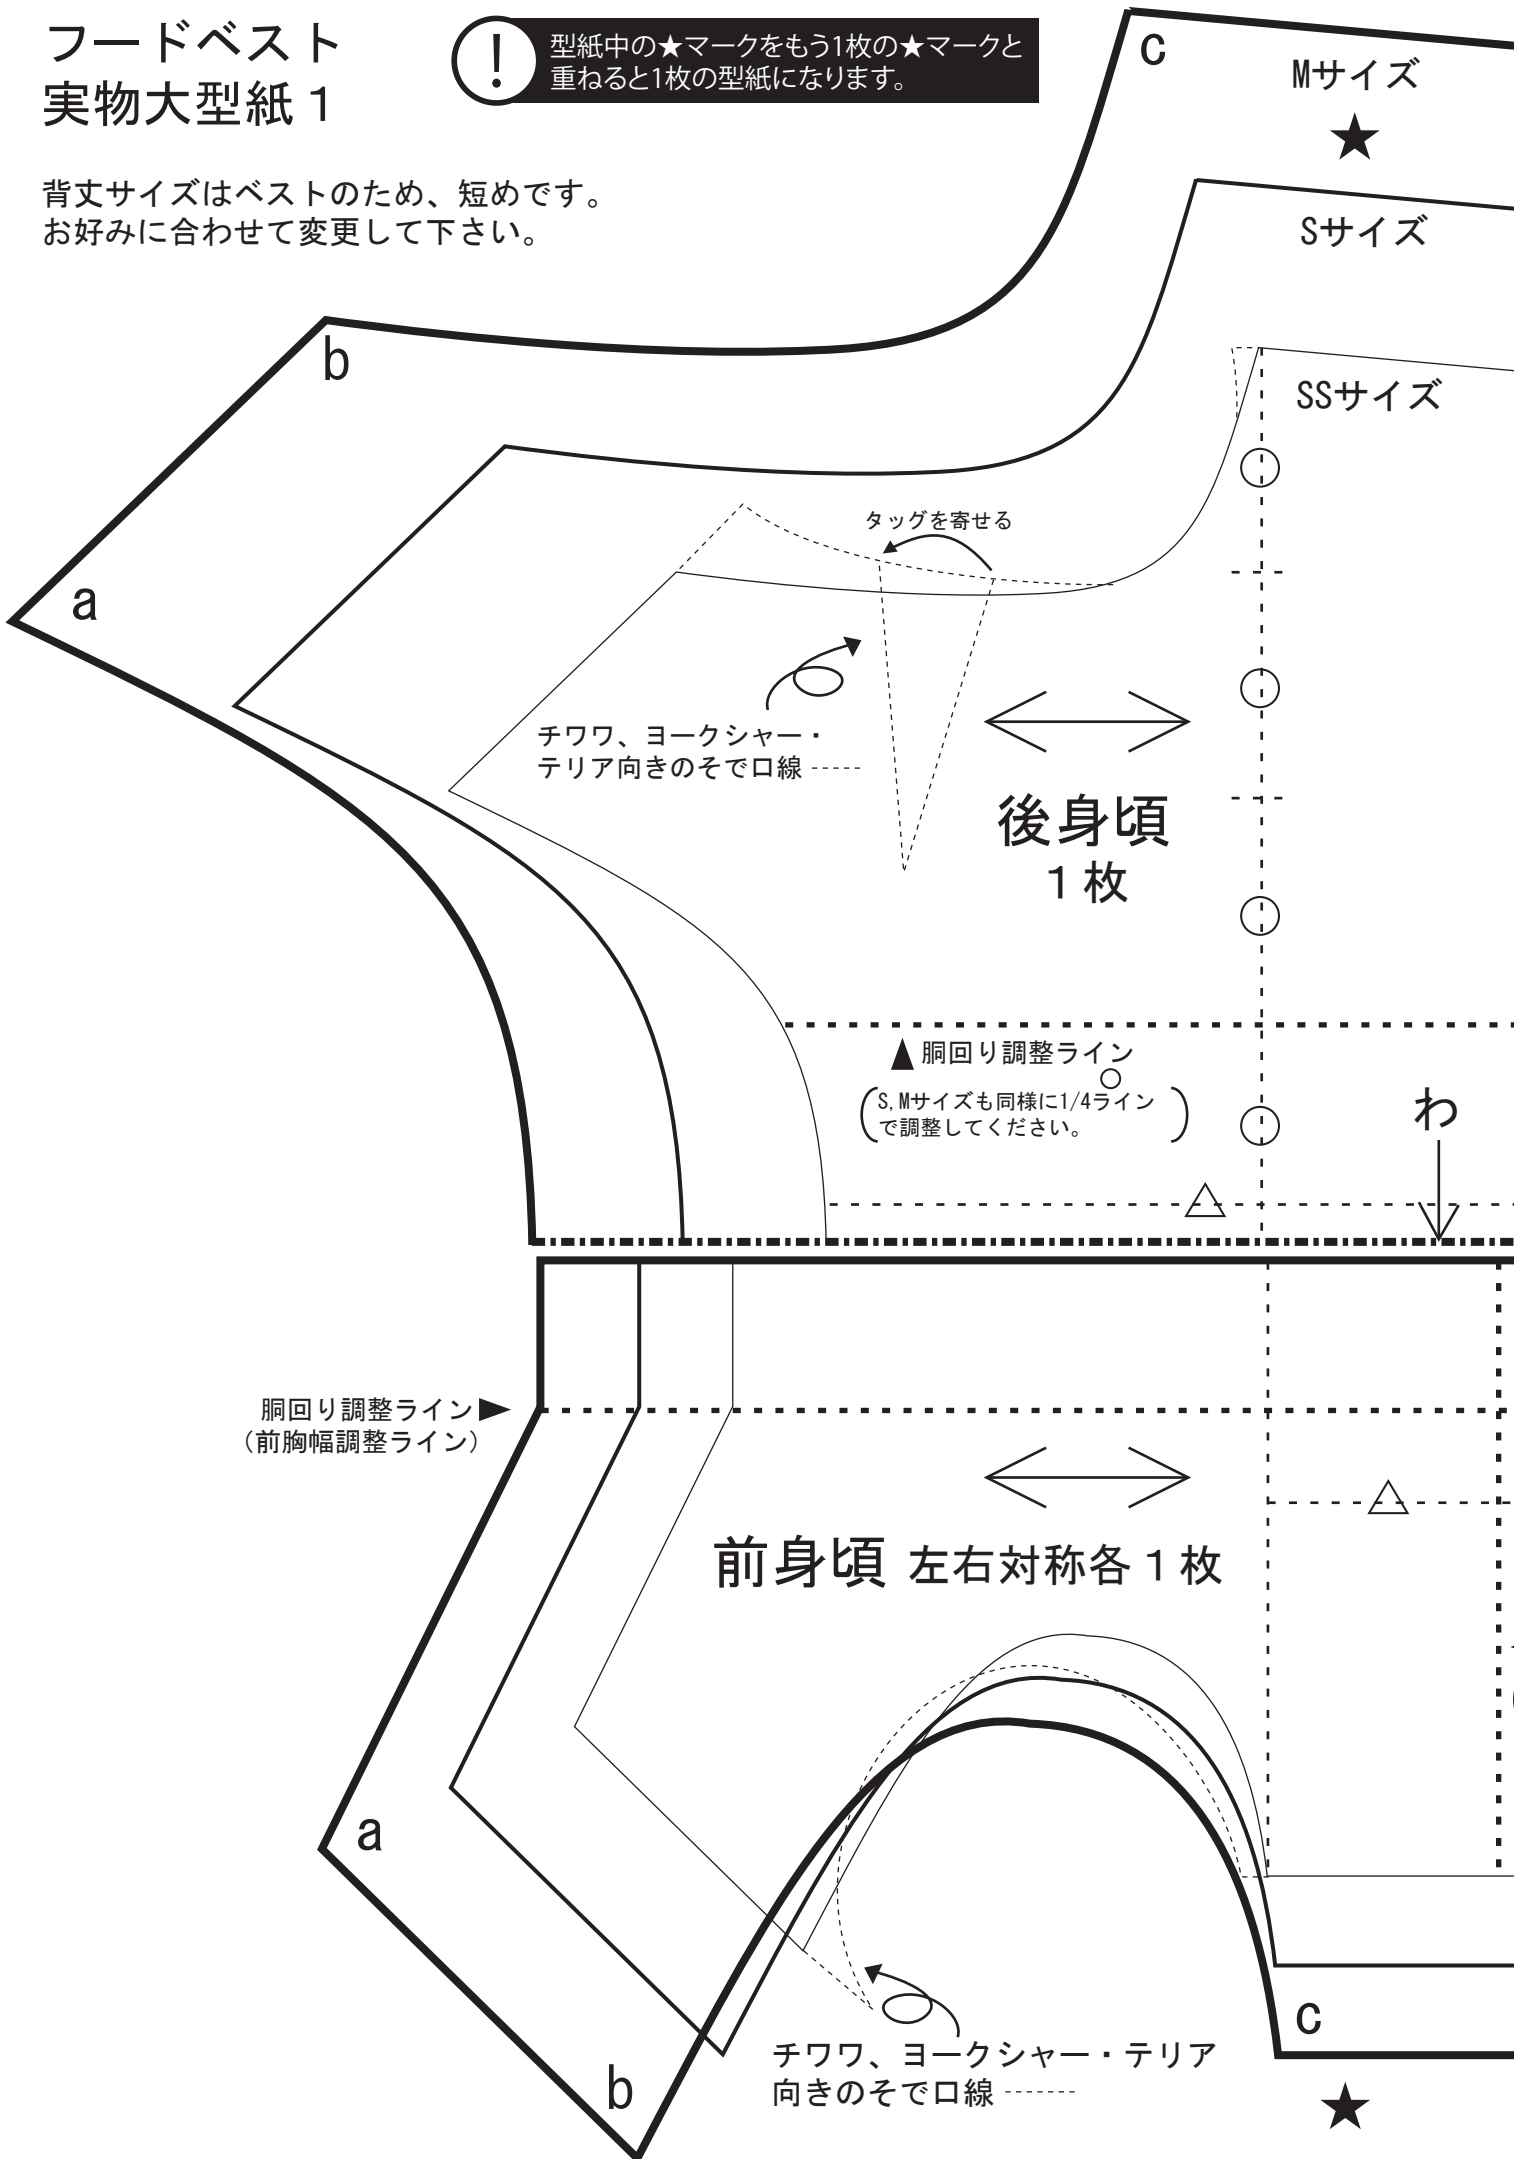 フードベスト
実物大型紙１
！
型紙中の★マークをもう1枚の★マークと
重ねると1枚の型紙になります。
背丈サイズはベストのため、短めです。
お好みに合わせて変更して下さい。
c
Mサイズ
★
Sサイズ
SSサイズ
b
a
タッグを寄せる
チワワ、ヨークシャー・
テリア向きのそで口線
後身頃
１枚
▲胴回り調整ライン
(S,Mサイズも同様に1/4ライン
で調整してください。)
わ
胴回り調整ライン▶
(前胸幅調整ライン)
前身頃 左右対称各１枚
a
c
チワワ、ヨークシャー・テリア
向きのそで口線
b
★